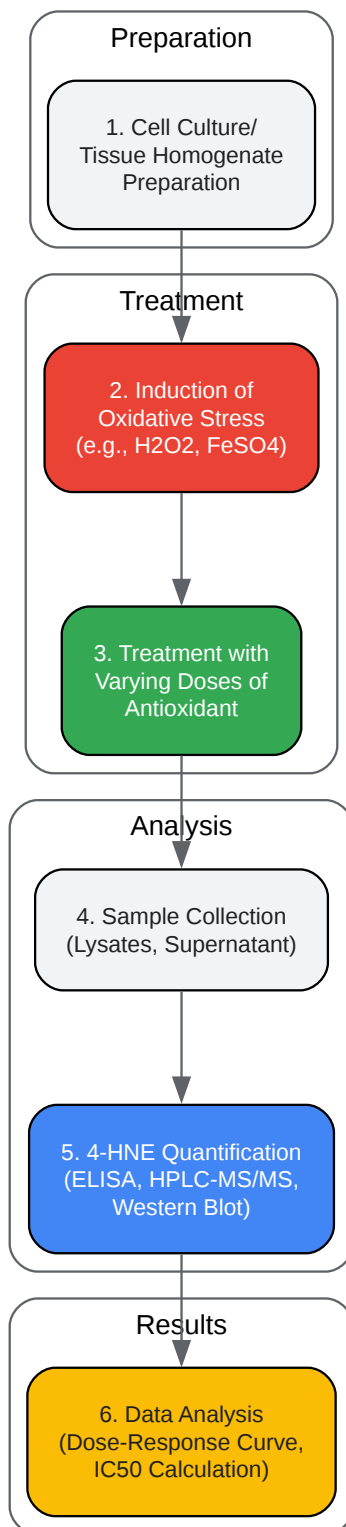 Preparation
1. Cell Culture/
Tissue Homogenate
Preparation
Treatment
2. Induction of
Oxidative Stress
(e.g., H2O2, FeSO4)
3. Treatment with
Varying Doses of
Antioxidant
Analysis
4. Sample Collection
(Lysates, Supernatant)
5. 4-HNE Quantification
(ELISA, HPLC-MS/MS,
Western Blot)
Results
6. Data Analysis
(Dose-Response Curve,
IC50 Calculation)